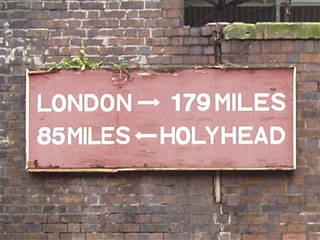 LONDON → 179 MILES
85 MILES ← HOLYHEAD